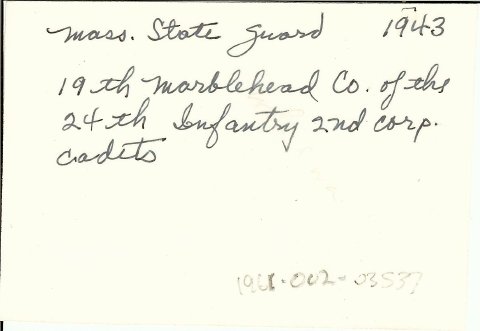 Mass. State Guard 1943
19th Marblehead Co. of the
24th Infantry 2nd Corp.
Cadets
1961-002-03537